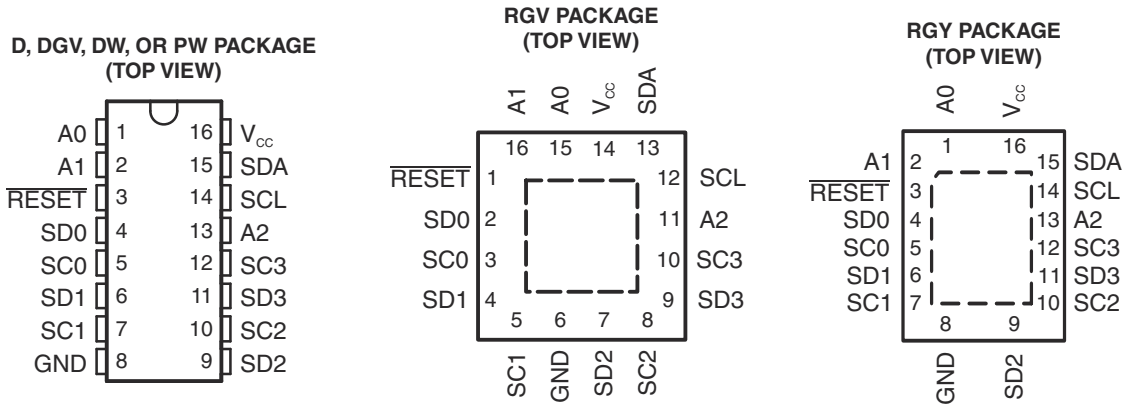 D, DGV, DW, OR PW PACKAGE
(TOP VIEW)
A0 1 16 Vcc
A1 2 15 SDA
RESET 3 14 SCL
SD0 4 13 A2
SC0 5 12 SC3
SD1 6 11 SD3
SC1 7 10 SC2
GND 8 9 SD2
RGV PACKAGE
(TOP VIEW)
A1 A0 Vcc SDA
16 15 14 13
RESET 1 12 SCL
SD0 2 11 A2
SC0 3 10 SC3
SD1 4 9 SD3
5 6 7 8
SC1 GND SD2 SC2
RGY PACKAGE
(TOP VIEW)
A0 Vcc
1 16
A1 2 15 SDA
RESET 3 14 SCL
SD0 4 13 A2
SC0 5 12 SC3
SD1 6 11 SD3
SC1 7 10 SC2
8 9
GND SD2